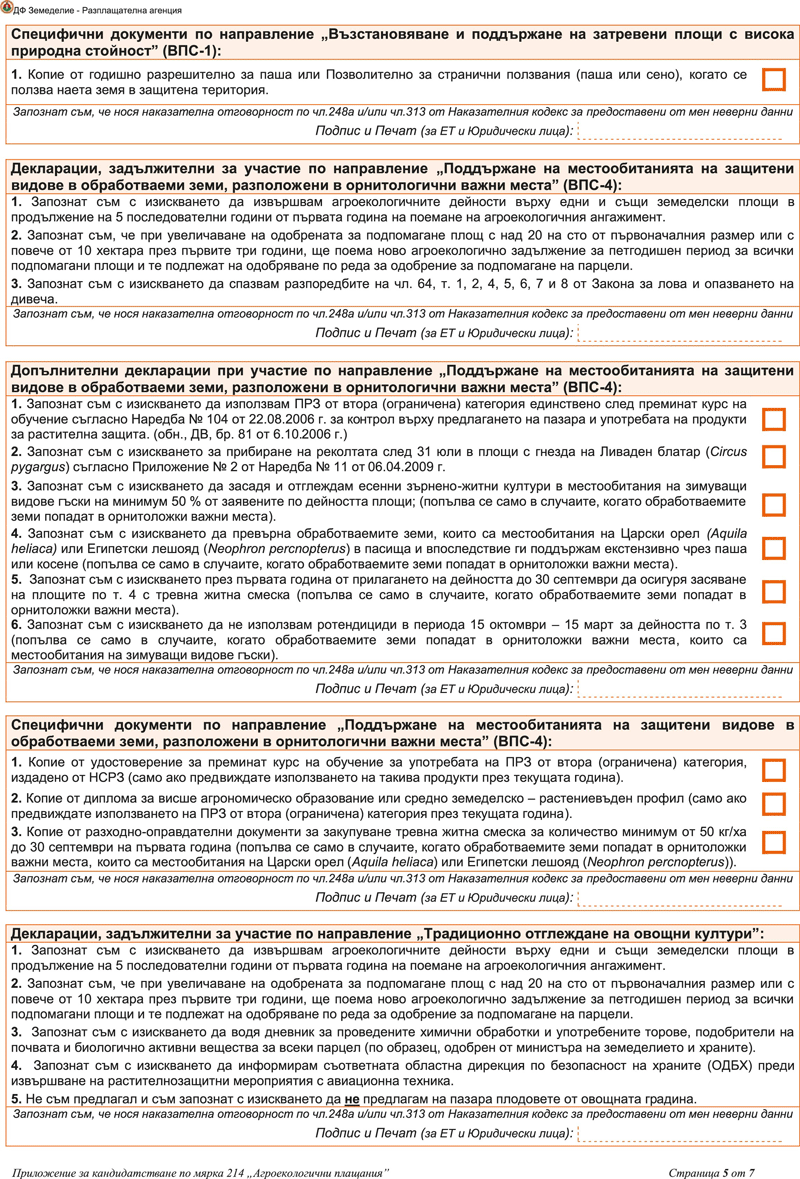 ДФ Земеделие - Разплащателна агенция
Специфични документи по направление „Възстановяване и поддържане на затревени площи с висока
природна стойност” (ВПС-1):
1. Копие от годишно разрешително за паша или Позволително за странични ползвания (паша или сено), когато се
ползва наета земя в защитена територия.
Запознат съм, че нося наказателна отговорност по чл.248а и/или чл.313 от Наказателния кодекс за предоставени от мен неверни данни
Подпис и Печат (за ЕТ и Юридически лица):
Декларации, задължителни за участие по направление „Поддържане на местообитанията на защитени
видове в обработваеми земи, разположени в орнитологични важни места” (ВПС-4):
1. Запознат съм с изискването да извършвам агроекологичните дейности върху едни и същи земеделски площи в
продължение на 5 последователни години от първата година на поемане на агроекологичния ангажимент.
2. Запознат съм, че при увеличаване на одобрената за подпомагане площ с над 20 на сто от първоначалния размер или с
повече от 10 хектара през първите три години, ще поема ново агроекологично задължение за петгодишен период за всички
подпомагани площи и те подлежат на одобряване по реда за одобрение за подпомагане на парцели.
3. Запознат съм с изискването да спазвам разпоредбите на чл. 64, т. 1, 2, 4, 5, 6, 7 и 8 от Закона за лова и опазването на
дивеча.
Запознат съм, че нося наказателна отговорност по чл.248а и/или чл.313 от Наказателния кодекс за предоставени от мен неверни данни
Подпис и Печат (за ЕТ и Юридически лица):
Допълнителни декларации при участие по направление „Поддържане на местообитанията на защитени
видове в обработваеми земи, разположени в орнитологични важни места” (ВПС-4):
1. Запознат съм с изискването да използвам ПРЗ от втора (ограничена) категория единствено след преминат курс на
обучение съгласно Наредба № 104 от 22.08.2006 г. за контрол върху предлагането на пазара и употребата на продукти
за растителна защита. (обн., ДВ, бр. 81 от 6.10.2006 г.)
2. Запознат съм с изискването за прибиране на реколтата след 31 юли в площи с гнезда на Ливаден блатар (Circus
pygargus) съгласно Приложение № 2 от Наредба № 11 от 06.04.2009 г.
3. Запознат съм с изискването да засадя и отглеждам есенни зърнено-житни култури в местообитания на зимуващи
видове гъски на минимум 50 % от заявените по дейността площи; (попълва се само в случаите, когато обработваемите
земи попадат в орнитоложки важни места).
4. Запознат съм с изискването да превърна обработваемите земи, които са местообитания на Царски орел (Aquila
heliaca) или Египетски лешояд (Neophron percnopterus) в пасища и впоследствие ги поддържам екстензивно чрез паша
или косене (попълва се само в случаите, когато обработваемите земи попадат в орнитоложки важни места).
5. Запознат съм с изискването през първата година от прилагането на дейността до 30 септември да осигуря засяване
на площите по т. 4 с тревна житна смеска (попълва се само в случаите, когато обработваемите земи попадат в
орнитоложки важни места).
6. Запознат съм с изискването да не използвам ротендициди в периода 15 октомври – 15 март за дейността по т. 3
(попълва се само в случаите, когато обработваемите земи попадат в орнитоложки важни места, които са
местообитания на зимуващи видове гъски).
Запознат съм, че нося наказателна отговорност по чл.248а и/или чл.313 от Наказателния кодекс за предоставени от мен неверни данни
Подпис и Печат (за ЕТ и Юридически лица):
Специфични документи по направление „Поддържане на местообитанията на защитени видове в
обработваеми земи, разположени в орнитологични важни места” (ВПС-4):
1. Копие от удостоверение за преминат курс на обучение за употребата на ПРЗ от втора (ограничена) категория,
издадено от НСРЗ (само ако предвиждате използването на такива продукти през текущата година).
2. Копие от диплома за висше агрономическо образование или средно земеделско – растениевъден профил (само ако
предвиждате използването на ПРЗ от втора (ограничена) категория през текущата година).
3. Копие от разходно-оправдателни документи за закупуване тревна житна смеска за количество минимум от 50 кг/ха
до 30 септември на първата година (попълва се само в случаите, когато обработваемите земи попадат в орнитоложки
важни места, които са местообитания на Царски орел (Aquila heliaca) или Египетски лешояд (Neophron percnopterus)).
Запознат съм, че нося наказателна отговорност по чл.248а и/или чл.313 от Наказателния кодекс за предоставени от мен неверни данни
Подпис и Печат (за ЕТ и Юридически лица):
Декларации, задължителни за участие по направление „Традиционно отглеждане на овощни култури”:
1. Запознат съм с изискването да извършвам агроекологичните дейности върху едни и същи земеделски площи в
продължение на 5 последователни години от първата година на поемане на агроекологичния ангажимент.
2. Запознат съм, че при увеличаване на одобрената за подпомагане площ с над 20 на сто от първоначалния размер или с
повече от 10 хектара през първите три години, ще поема ново агроекологично задължение за петгодишен период за всички
подпомагани площи и те подлежат на одобряване по реда за одобрение за подпомагане на парцели.
3. Запознат съм с изискването да водя дневник за проведените химични обработки и употребените торове, подобрители на
почвата и биологично активни вещества за всеки парцел (по образец, одобрен от министъра на земеделието и храните).
4. Запознат съм с изискването да информирам съответната областна дирекция по безопасност на храните (ОДБХ) преди
извършване на растителнозащитни мероприятия с авиационна техника.
5. Не съм предлагал и съм запознат с изискването да не предлагам на пазара плодовете от овощната градина.
Запознат съм, че нося наказателна отговорност по чл.248а и/или чл.313 от Наказателния кодекс за предоставени от мен неверни данни
Подпис и Печат (за ЕТ и Юридически лица):
Приложение за кандидатстване по мярка 214 „Агроекологични плащания”
Страница 5 от 7